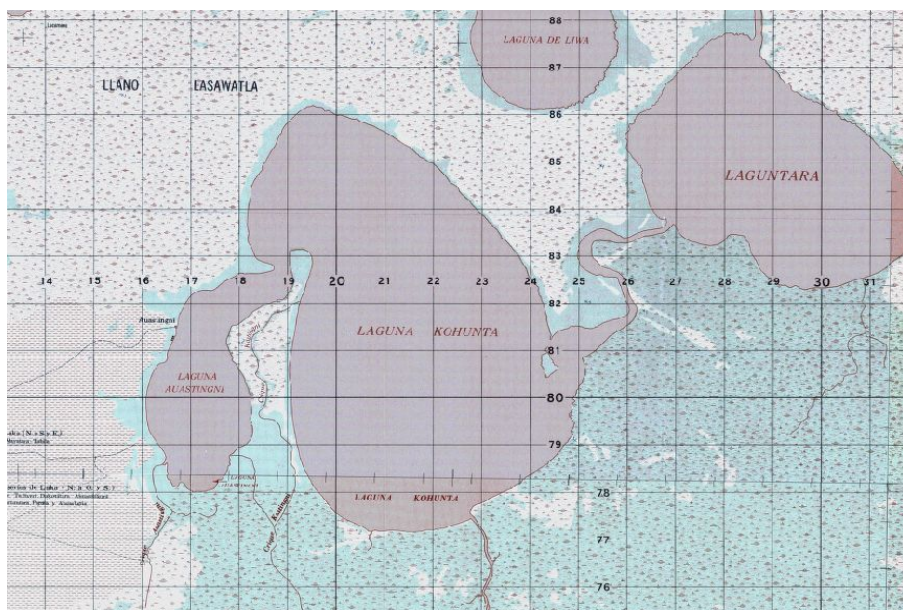 88
LAGUNA DE LIWA
87
LLANO LASAWATLA
86
85
LAGUNTARA
84
83
14 15 16 17 18 19 20 21 22 23 24 25 26 27 28 29 30 31
82
LAGUNA KOHUNTA
81
LAGUNA
AUASTINGNI
80
79
78
LAGUNA KOHUNTA
77
76